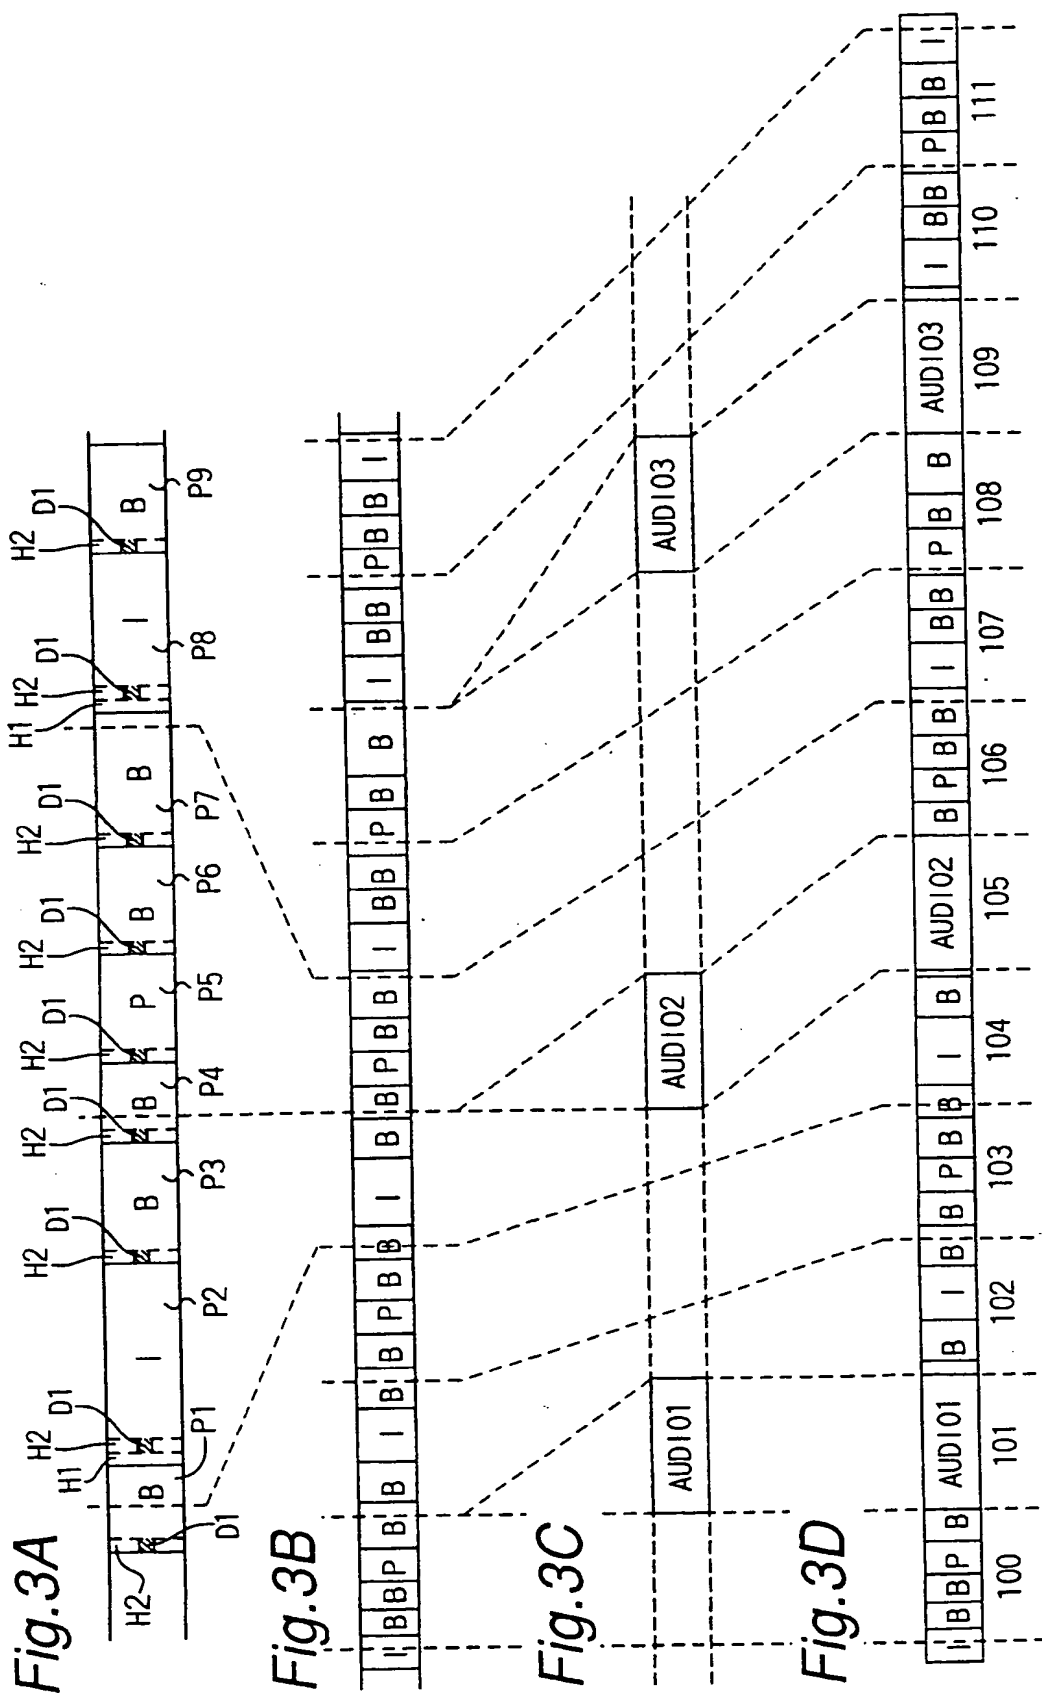 Fig.3A
H2 D1 H1 H2 D1 H2 D1 H2 D1 H2 D1 H2 D1 H2 D1 H1 H2 D1 H2 D1
B I B B P B B I B
P1 P2 P3 P4 P5 P6 P7 P8 P9
Fig.3B
I B B P B B I B B P B B I B B P B B I B B P B B I B B P B B I
Fig.3C
AUDIO1 AUDIO2 AUDIO3
Fig.3D
I B B P B AUDIO1 B I B B P B B I B AUDIO2 B P B B I B B P B B AUDIO3 I B B P B B I
100 101 102 103 104 105 106 107 108 109 110 111